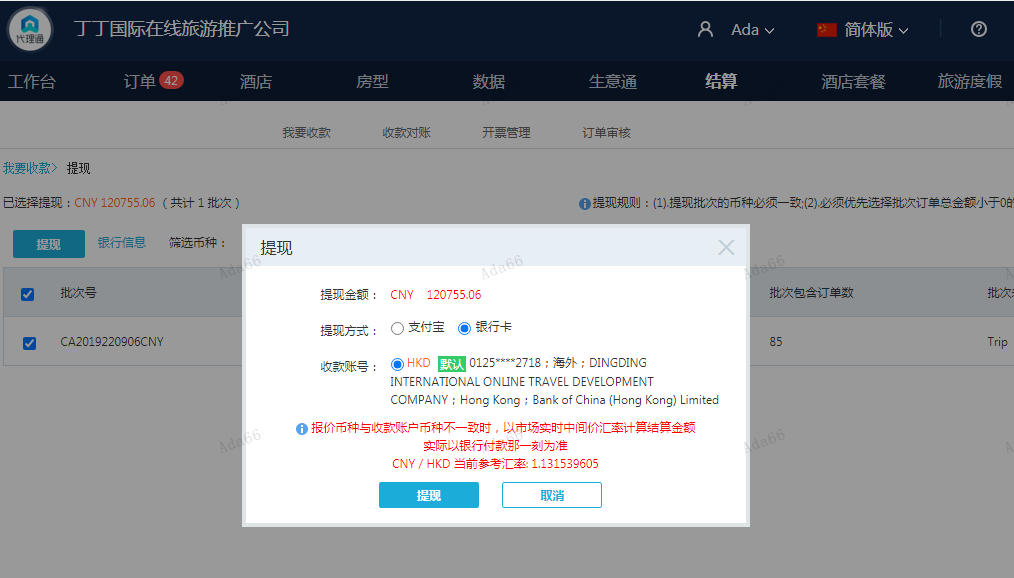 代理通
丁丁国际在线旅游推广公司
Ada
简体版
工作台
订单 42
酒店
房型
数据
生意通
结算
酒店套餐
旅游度假
我要收款
收款对账
开票管理
订单审核
我要收款> 提现
已选择提现：CNY 120755.06（ 共计 1 批次 ）
提现规则：(1).提现批次的币种必须一致;(2).必须优先选择批次订单总金额小于0的
提现
银行信息
筛选币种：
批次号
批次包含订单数
批次
CA2019220906CNY
85
Trip
提现
提现金额： CNY 120755.06
提现方式： 支付宝 银行卡
收款账号： HKD 默认 0125****2718；海外；DINGDING
INTERNATIONAL ONLINE TRAVEL DEVELOPMENT
COMPANY；Hong Kong；Bank of China (Hong Kong) Limited
报价币种与收款账户币种不一致时，以市场实时中间价汇率计算结算金额
实际以银行付款那一刻为准
CNY / HKD 当前参考汇率: 1.131539605
提现
取消
Ada66
Ada66
Ada66
Ada66
Ada66